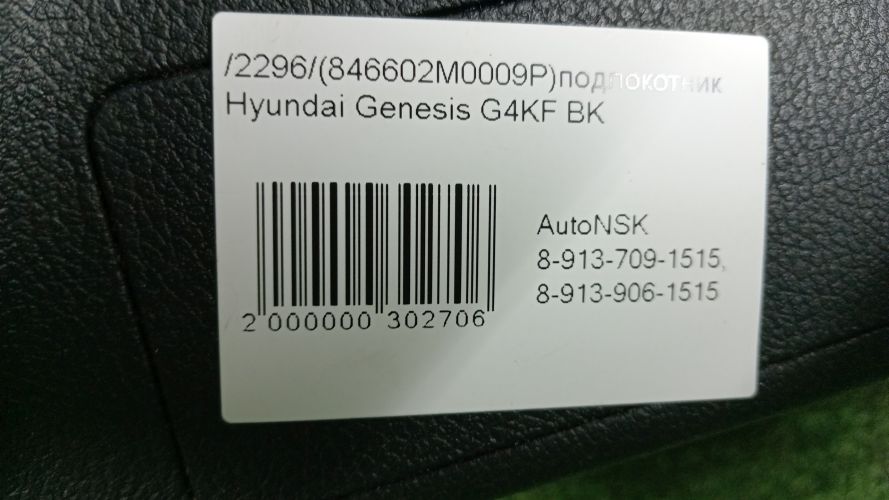 /2296/(846602M0009P)подлокотник
Hyundai Genesis G4KF BK
AutoNSK
8-913-709-1515,
8-913-906-1515
2 000000 302706